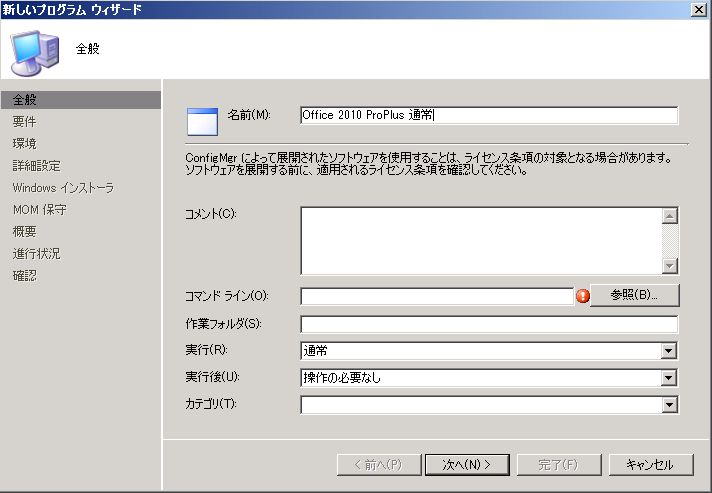 新しいプログラム ウィザード
全般
全般
要件
環境
詳細設定
Windows インストーラ
MOM 保守
概要
進行状況
確認
名前(M):
Office 2010 ProPlus 通常
ConfigMgr によって展開されたソフトウェアを使用することは、ライセンス条項の対象となる場合があります。
ソフトウェアを展開する前に、適用されるライセンス条項を確認してください。
コメント(C):
コマンド ライン(O):
参照(B)...
作業フォルダ(S):
実行(R):
通常
実行後(U):
操作の必要なし
カテゴリ(T):
< 前へ(P)
次へ(N) >
完了(F)
キャンセル